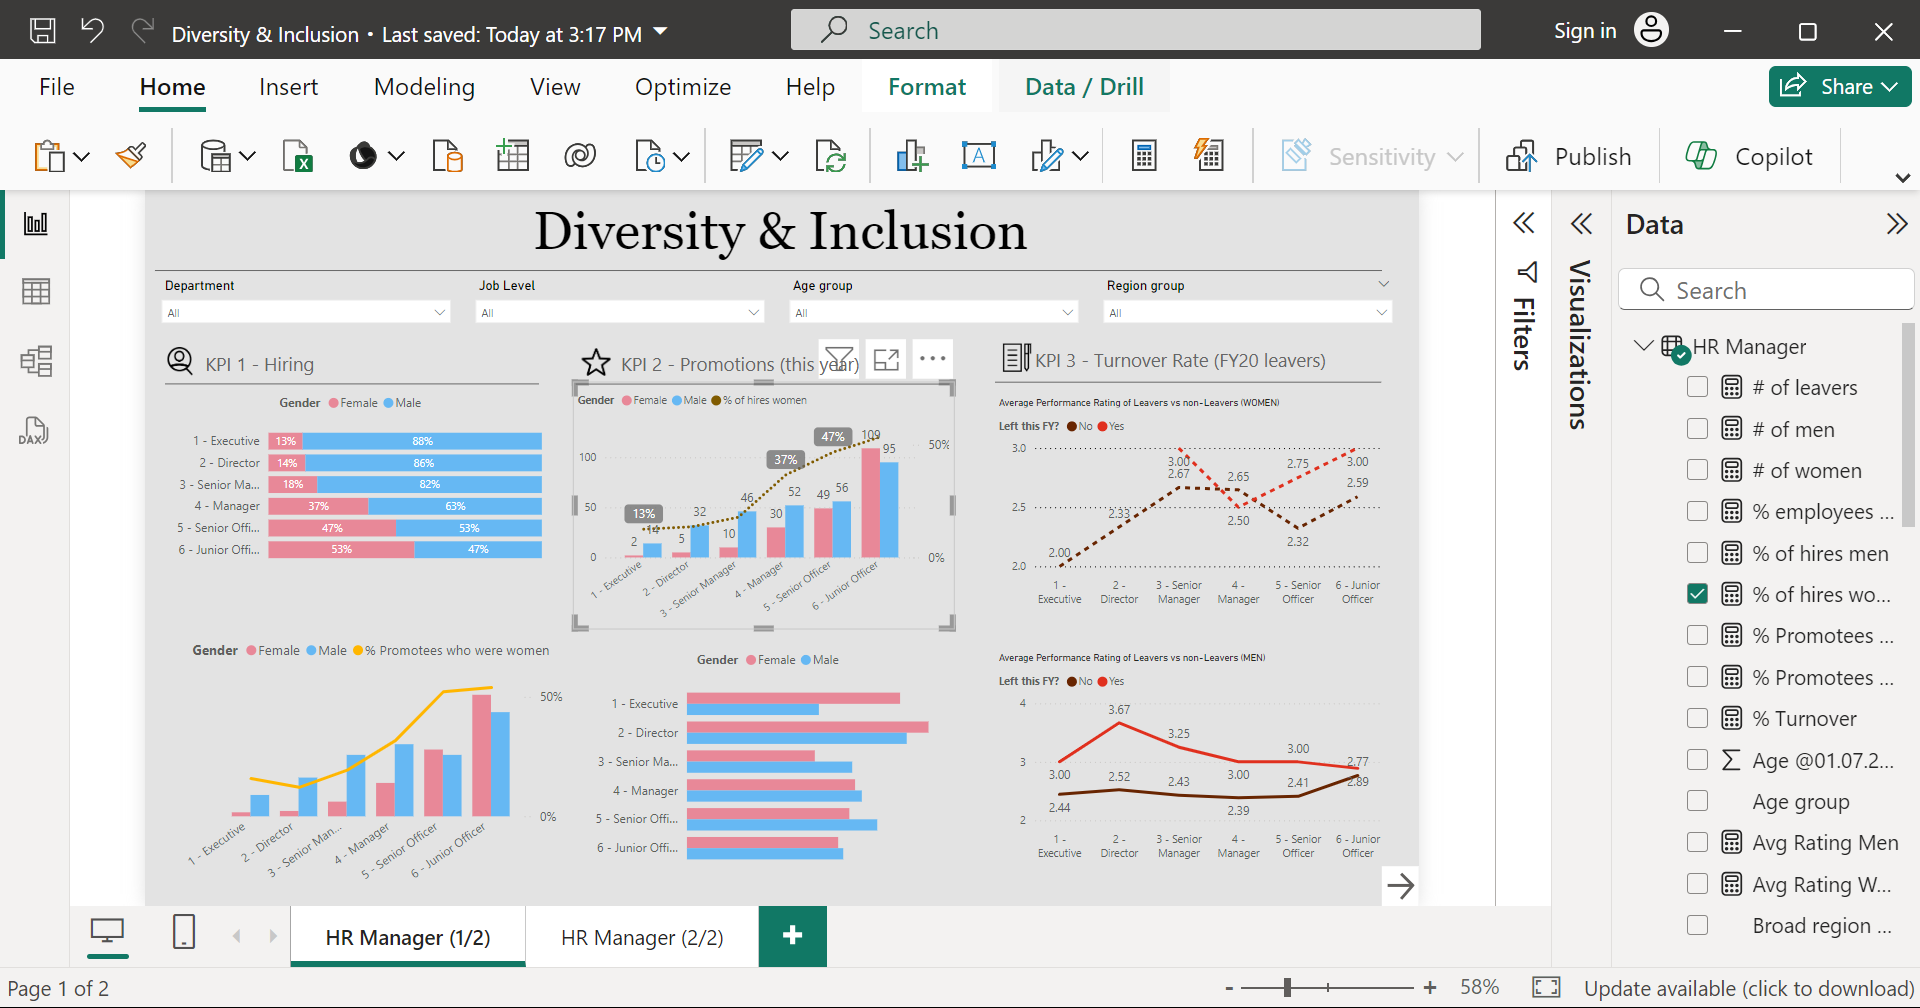 Diversity & Inclusion • Last saved: Today at 3:17 PM
Search
Sign in
File Home Insert Modeling View Optimize Help Format Data / Drill
Share
Sensitivity
Publish
Copilot
Diversity & Inclusion
Department Job Level Age group Region group
All All All All
KPI 1 - Hiring
Gender Female Male
1 - Executive 13% 88%
2 - Director 14% 86%
3 - Senior Ma... 18% 82%
4 - Manager 37% 63%
5 - Senior Offi... 47% 53%
6 - Junior Offi... 53% 47%
Gender Female Male % Promotees who were women
50%
0%
1 - Executive
2 - Director
3 - Senior Man...
4 - Manager
5 - Senior Officer
6 - Junior Officer
KPI 2 - Promotions (this year)
Gender Female Male % of hires women
47% 109
50%
95
100
37%
46 52 49 56
50
13% 14 32 30
2 5 10
0
0%
1 - Executive
2 - Director
3 - Senior Manager
4 - Manager
5 - Senior Officer
6 - Junior Officer
Gender Female Male
1 - Executive
2 - Director
3 - Senior Ma...
4 - Manager
5 - Senior Offi...
6 - Junior Offi...
KPI 3 - Turnover Rate (FY20 leavers)
Average Performance Rating of Leavers vs non-Leavers (WOMEN)
Left this FY? No Yes
3.0
3.00 2.75 3.00
2.67 2.65 2.59
2.5
2.33 2.50
2.32
2.00
2.0
1 - Executive
2 - Director
3 - Senior Manager
4 - Manager
5 - Senior Officer
6 - Junior Officer
Average Performance Rating of Leavers vs non-Leavers (MEN)
Left this FY? No Yes
4
3.67
3.25
3.00
3
2.77
3.00 2.52 2.43 3.00 2.41 2.89
2.44 2.39
2
1 - Executive
2 - Director
3 - Senior Manager
4 - Manager
5 - Senior Officer
6 - Junior Officer
Filters
Visualizations
Data
Search
HR Manager
# of leavers
# of men
# of women
% employees ...
% of hires men
% of hires wo...
% Promotees ...
% Promotees ...
% Turnover
Age @01.07.2...
Age group
Avg Rating Men
Avg Rating W...
Broad region ...
DAX
HR Manager (1/2)
HR Manager (2/2)
Page 1 of 2
- + 58%
Update available (click to download)